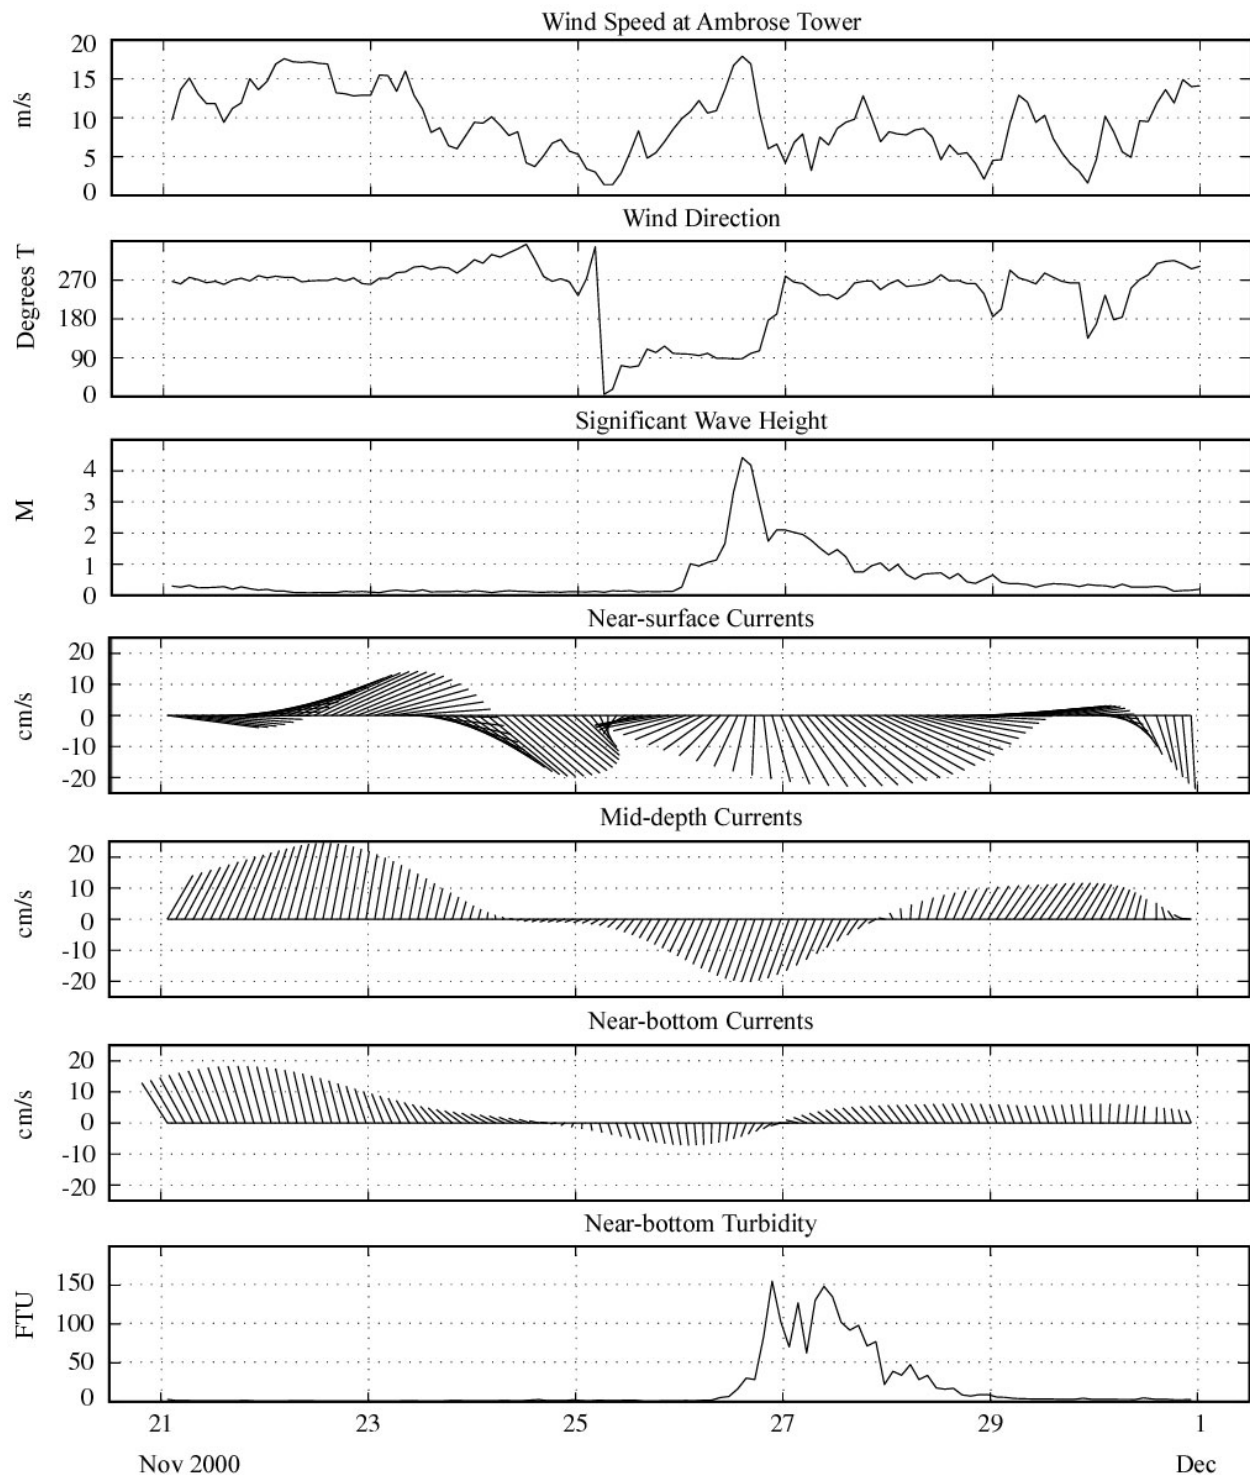 Wind Speed at Ambrose Tower
20
15
10
5
0
m/s
Wind Direction
270
180
90
0
Degrees T
Significant Wave Height
4
3
2
1
0
M
Near-surface Currents
20
10
0
-10
-20
cm/s
Mid-depth Currents
20
10
0
-10
-20
cm/s
Near-bottom Currents
20
10
0
-10
-20
cm/s
Near-bottom Turbidity
150
100
50
0
FTU
21 23 25 27 29 1
Nov 2000 Dec